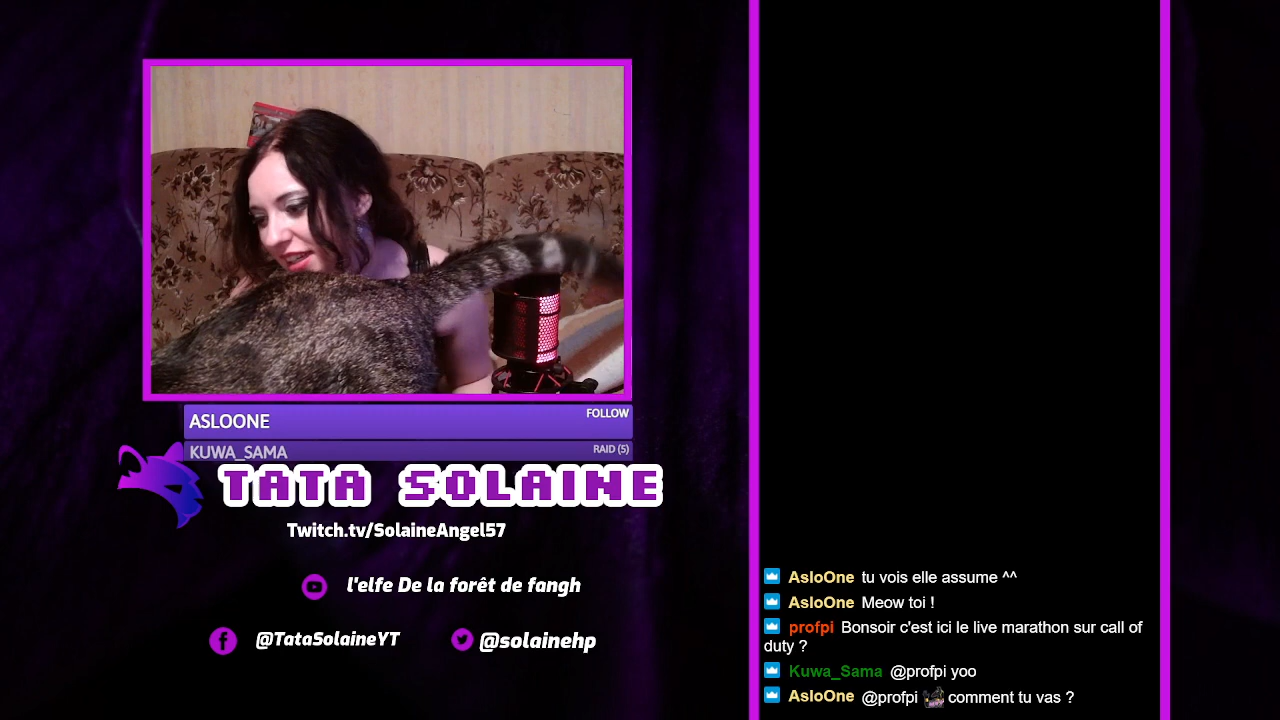 ASLOONE
FOLLOW
KUWA_SAMA
RAID (5)
TATA SOLAINE
Twitch.tv/SolaineAngel57
l'elfe De la forêt de fangh
@TataSolaineYT
@solainehp
AsloOne tu vois elle assume ^^
AsloOne Meow toi !
profpi Bonsoir c'est ici le live marathon sur call of
duty ?
Kuwa_Sama @profpi yoo
AsloOne @profpi comment tu vas ?